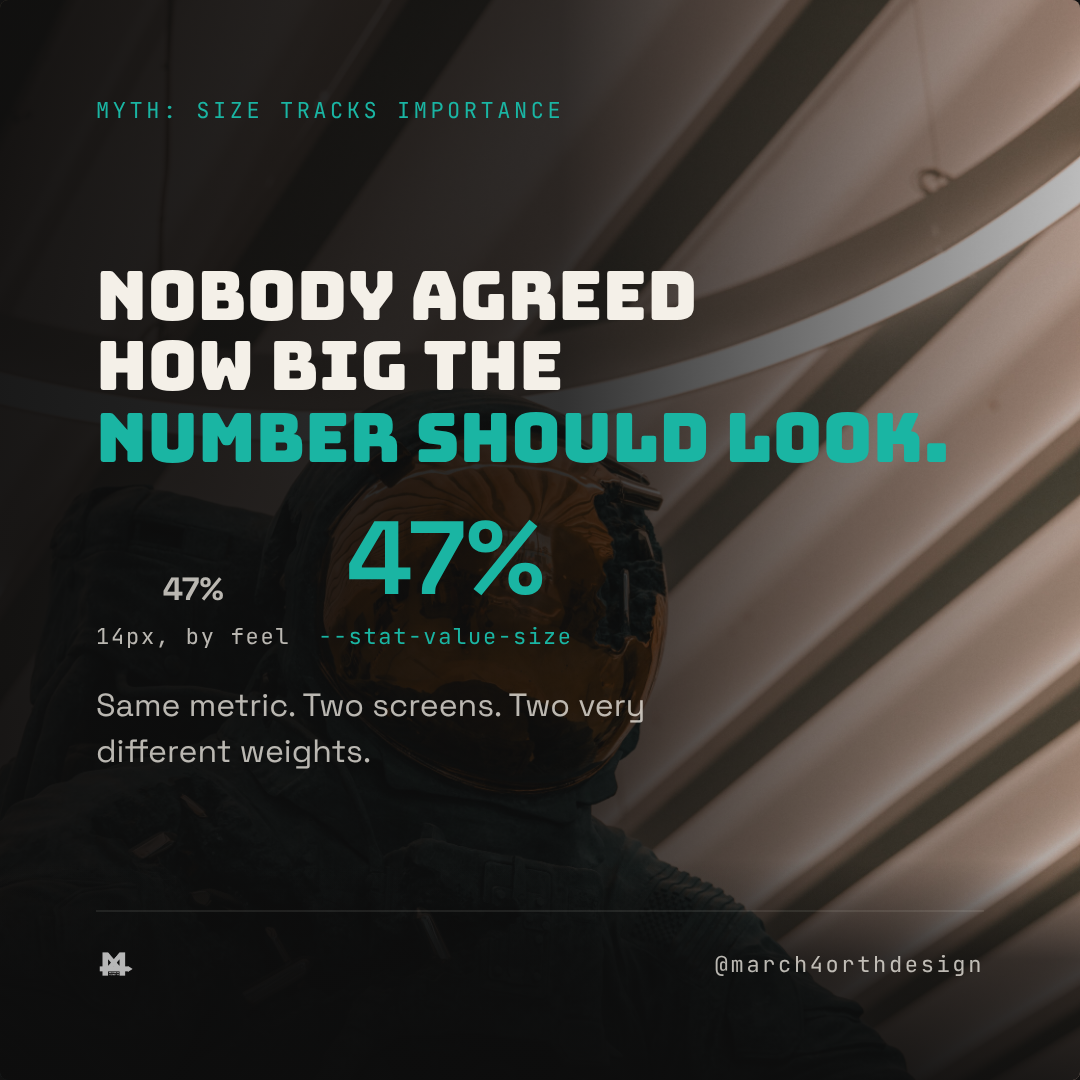 MYTH: SIZE TRACKS IMPORTANCE
NOBODY AGREED
HOW BIG THE
NUMBER SHOULD LOOK.
47%
47%
14px, by feel
--stat-value-size
Same metric. Two screens. Two very
different weights.
@march4orthdesign